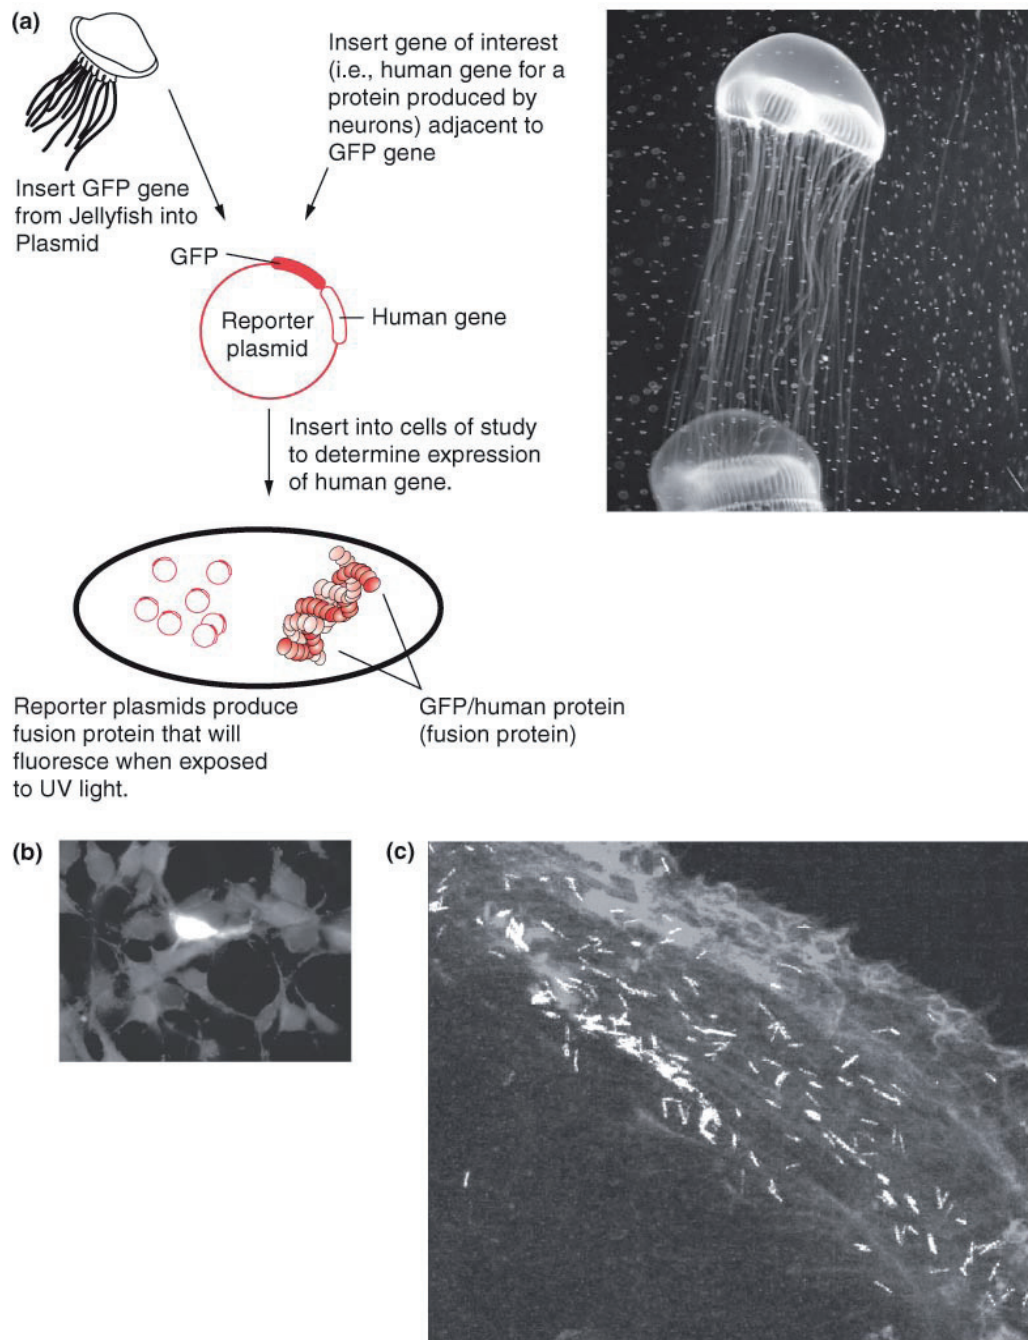 (a)
Insert gene of interest
(i.e., human gene for a
protein produced by
neurons) adjacent to
GFP gene
Insert GFP gene
from Jellyfish into
Plasmid
GFP
Reporter
plasmid
Human gene
Insert into cells of study
to determine expression
of human gene.
Reporter plasmids produce
fusion protein that will
fluoresce when exposed
to UV light.
GFP/human protein
(fusion protein)
(b)
(c)